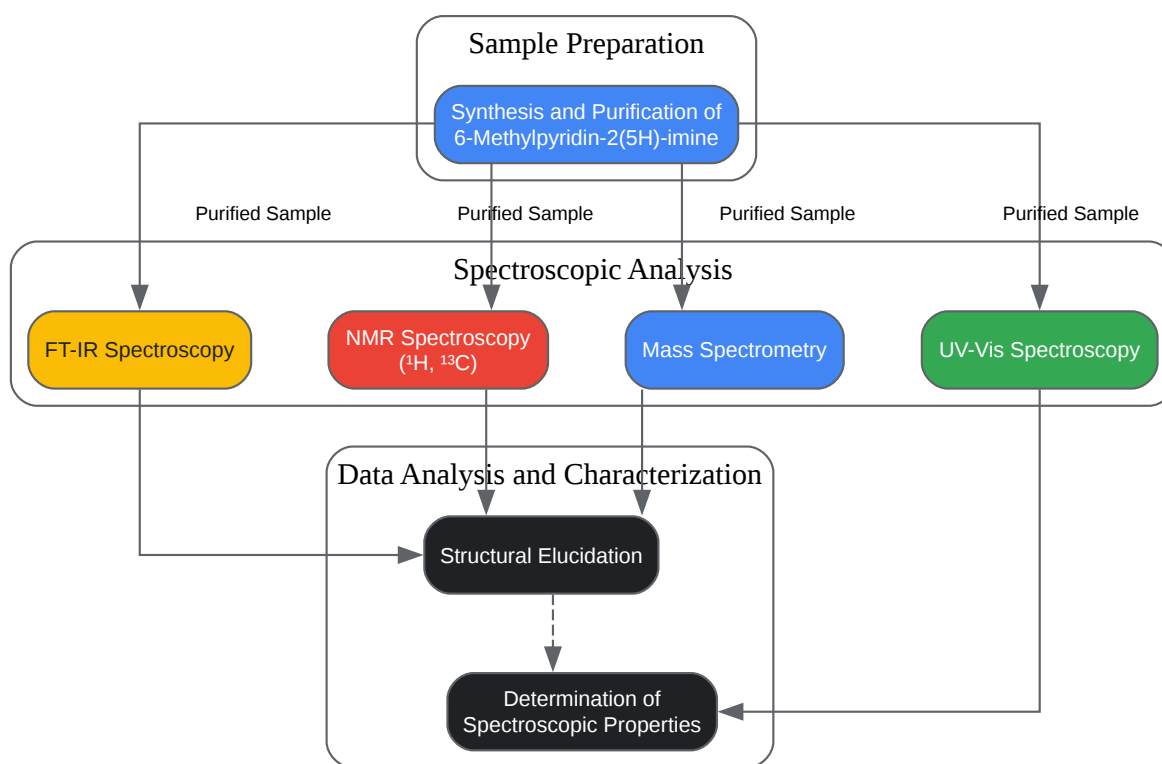 Sample Preparation
Synthesis and Purification of
6-Methylpyridin-2(5H)-imine
Purified Sample
Purified Sample
Purified Sample
Purified Sample
Spectroscopic Analysis
FT-IR Spectroscopy
NMR Spectroscopy
(¹H, ¹³C)
Mass Spectrometry
UV-Vis Spectroscopy
Data Analysis and Characterization
Structural Elucidation
Determination of
Spectroscopic Properties